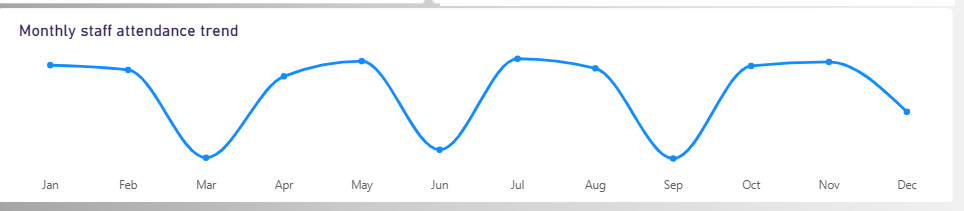 Monthly staff attendance trend
Jan Feb Mar Apr May Jun Jul Aug Sep Oct Nov Dec